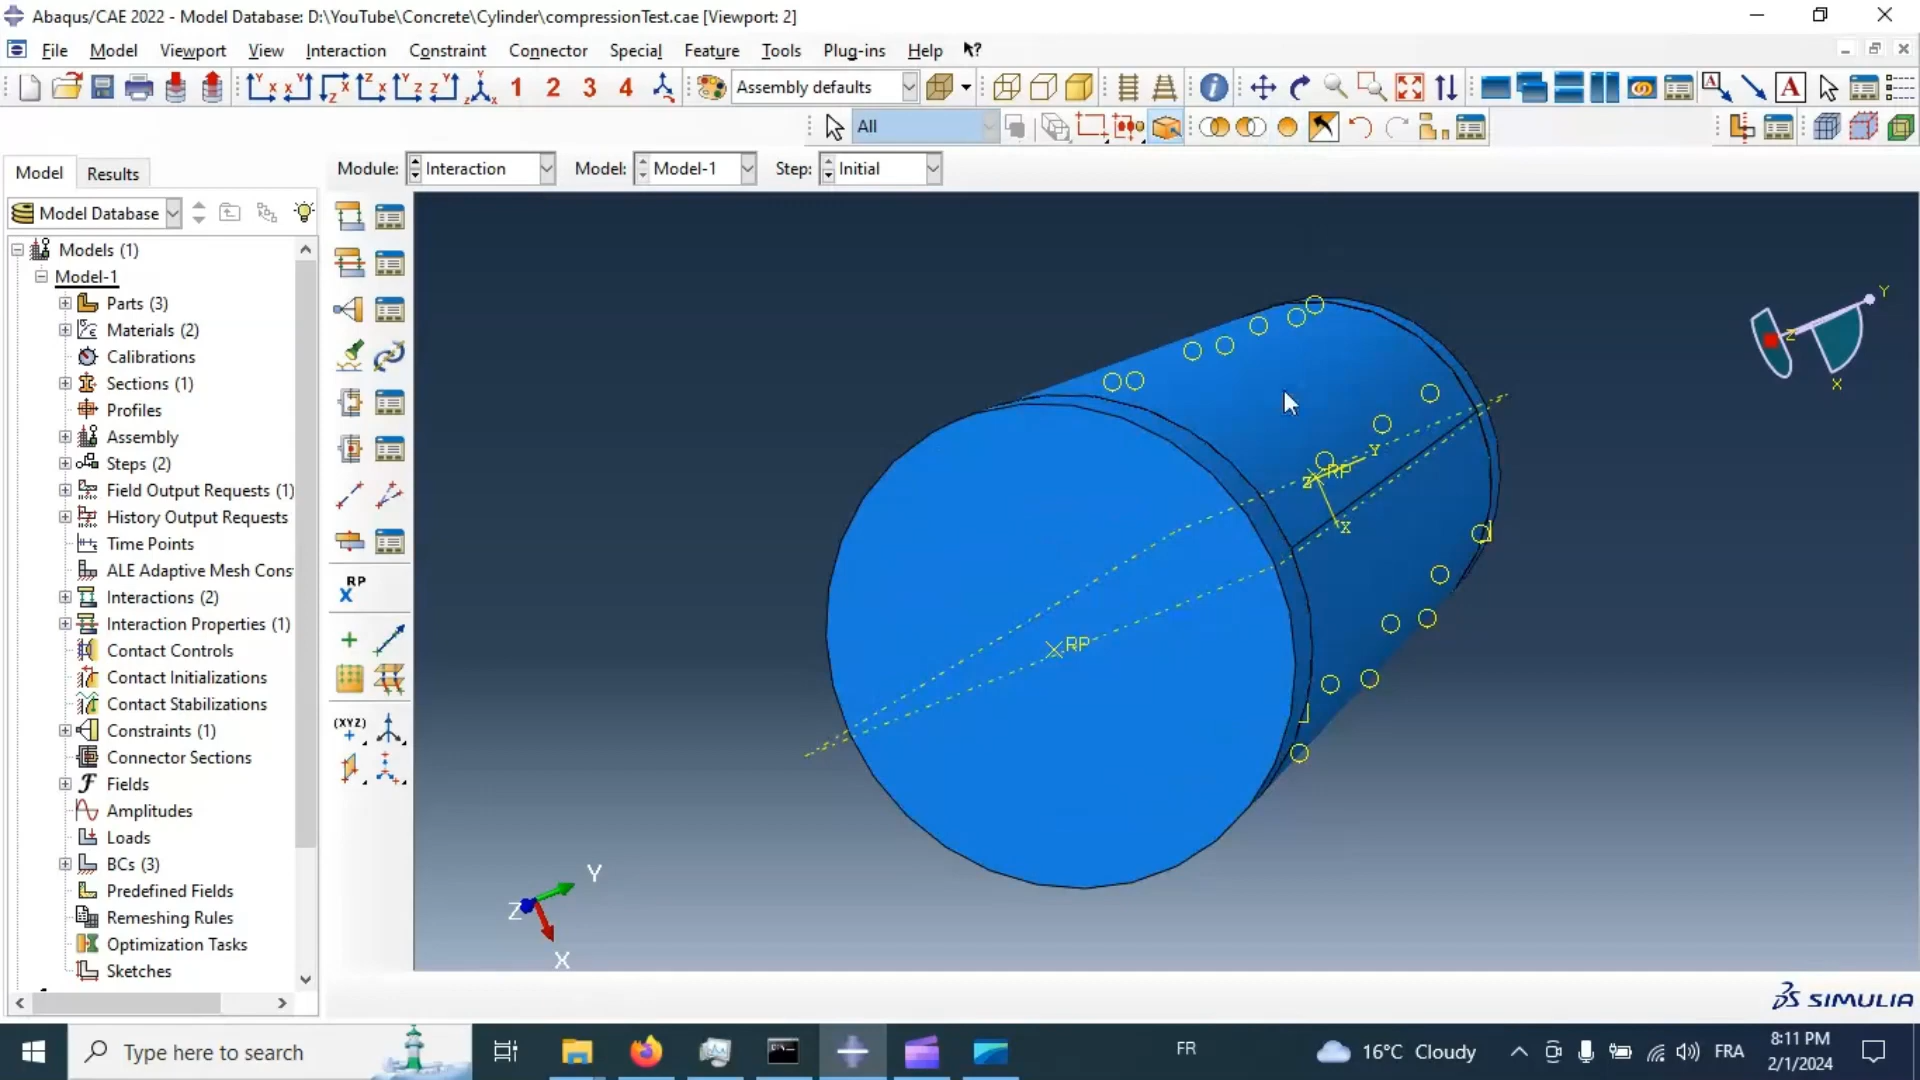 Abaqus/CAE 2022 - Model Database: D:\YouTube\Concrete\Cylinder\compressionTest.cae [Viewport: 2]
File Model Viewport View Interaction Constraint Connector Special Feature Tools Plug-ins Help
1 2 3 4 Assembly defaults
All
Model Results
Module: Interaction Model: Model-1 Step: Initial
Model Database
Models (1)
Model-1
Parts (3)
Materials (2)
Calibrations
Sections (1)
Profiles
Assembly
Steps (2)
Field Output Requests (1)
History Output Requests
Time Points
ALE Adaptive Mesh Cons
Interactions (2)
Interaction Properties (1)
Contact Controls
Contact Initializations
Contact Stabilizations
Constraints (1)
Connector Sections
Fields
Amplitudes
Loads
BCs (3)
Predefined Fields
Remeshing Rules
Optimization Tasks
Sketches
RP
(XYZ)
Y
Z
X
Y
RP
Z
X
RP
Y
Z
X
SIMULIA
Type here to search
FR
16°C Cloudy
FRA
8:11 PM
2/1/2024